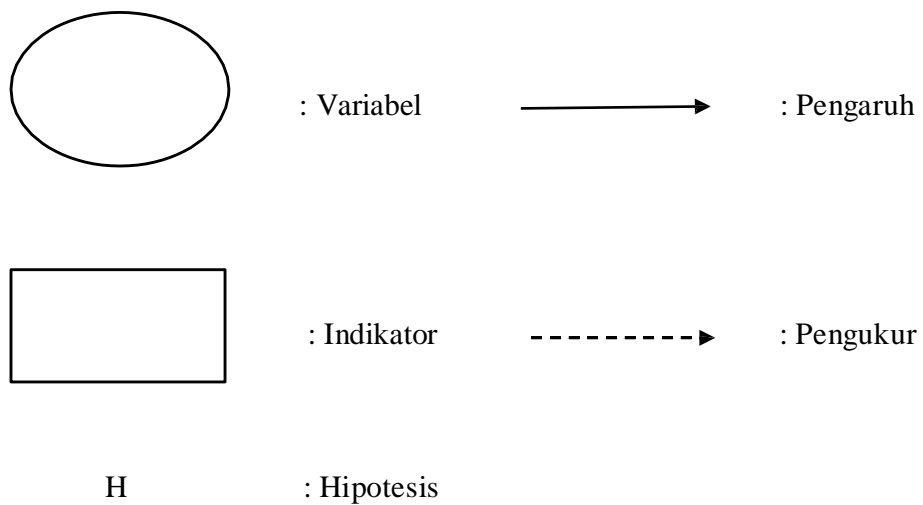 : Variabel : Pengaruh
: Indikator : Pengukur
H : Hipotesis